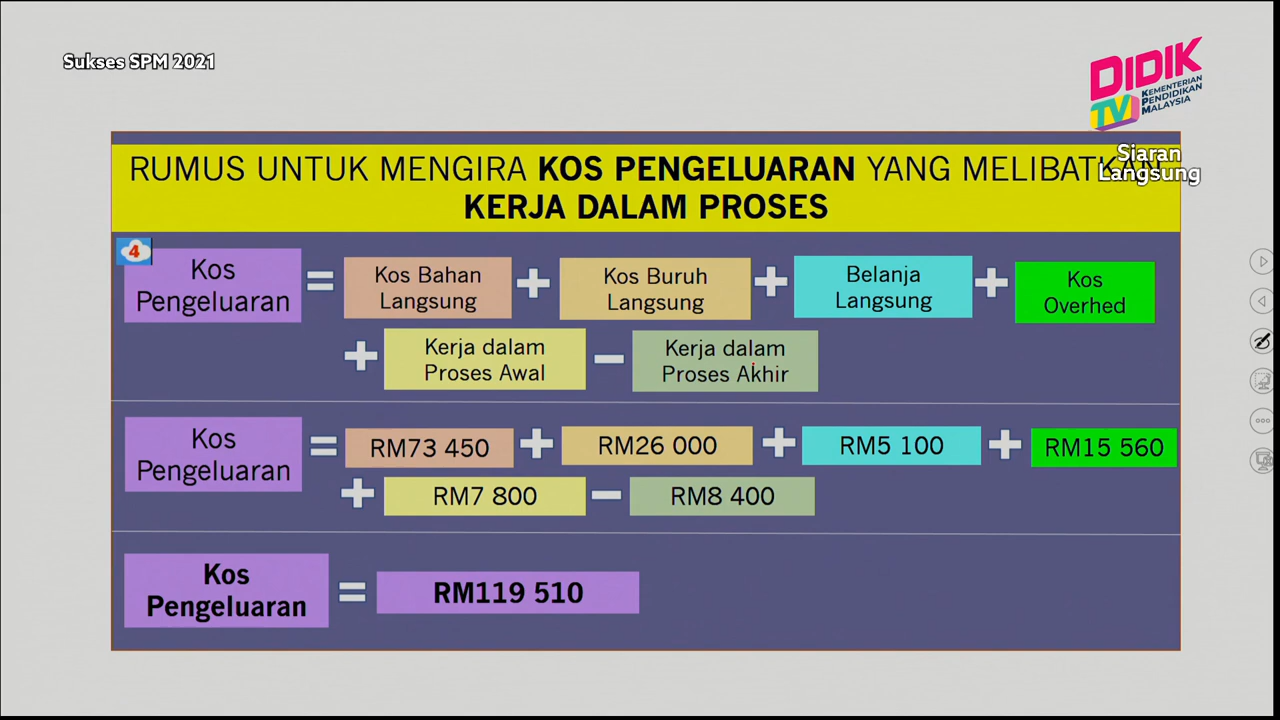 Sukses SPM 2021
DIDIK
TV
KEMENTERIAN
PENDIDIKAN
MALAYSIA
Siaran
Langsung
RUMUS UNTUK MENGIRA KOS PENGELUARAN YANG MELIBATKAN
KERJA DALAM PROSES
4
Kos
Pengeluaran
=
Kos Bahan
Langsung
+
Kos Buruh
Langsung
+
Belanja
Langsung
+
Kos
Overhed
+
Kerja dalam
Proses Awal
−
Kerja dalam
Proses Akhir
Kos
Pengeluaran
= RM73 450 + RM26 000 + RM5 100 + RM15 560
+ RM7 800 − RM8 400
Kos
Pengeluaran
= RM119 510